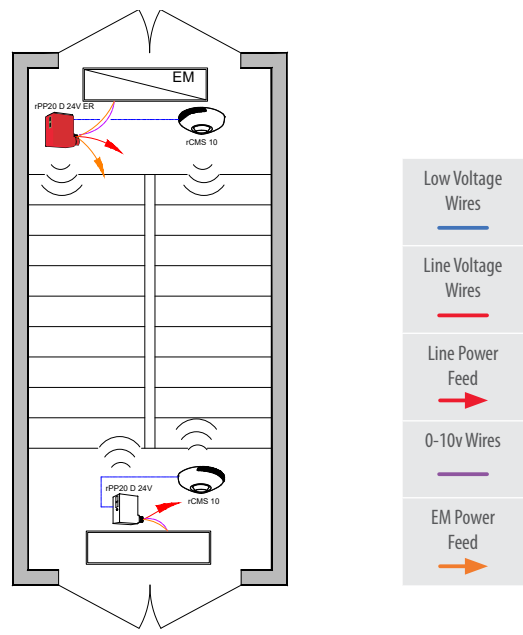 EM
rPP20 D 24V ER
rCMS 10
Low Voltage
Wires
Line Voltage
Wires
Line Power
Feed
0-10v Wires
EM Power
Feed
rPP20 D 24V
rCMS 10